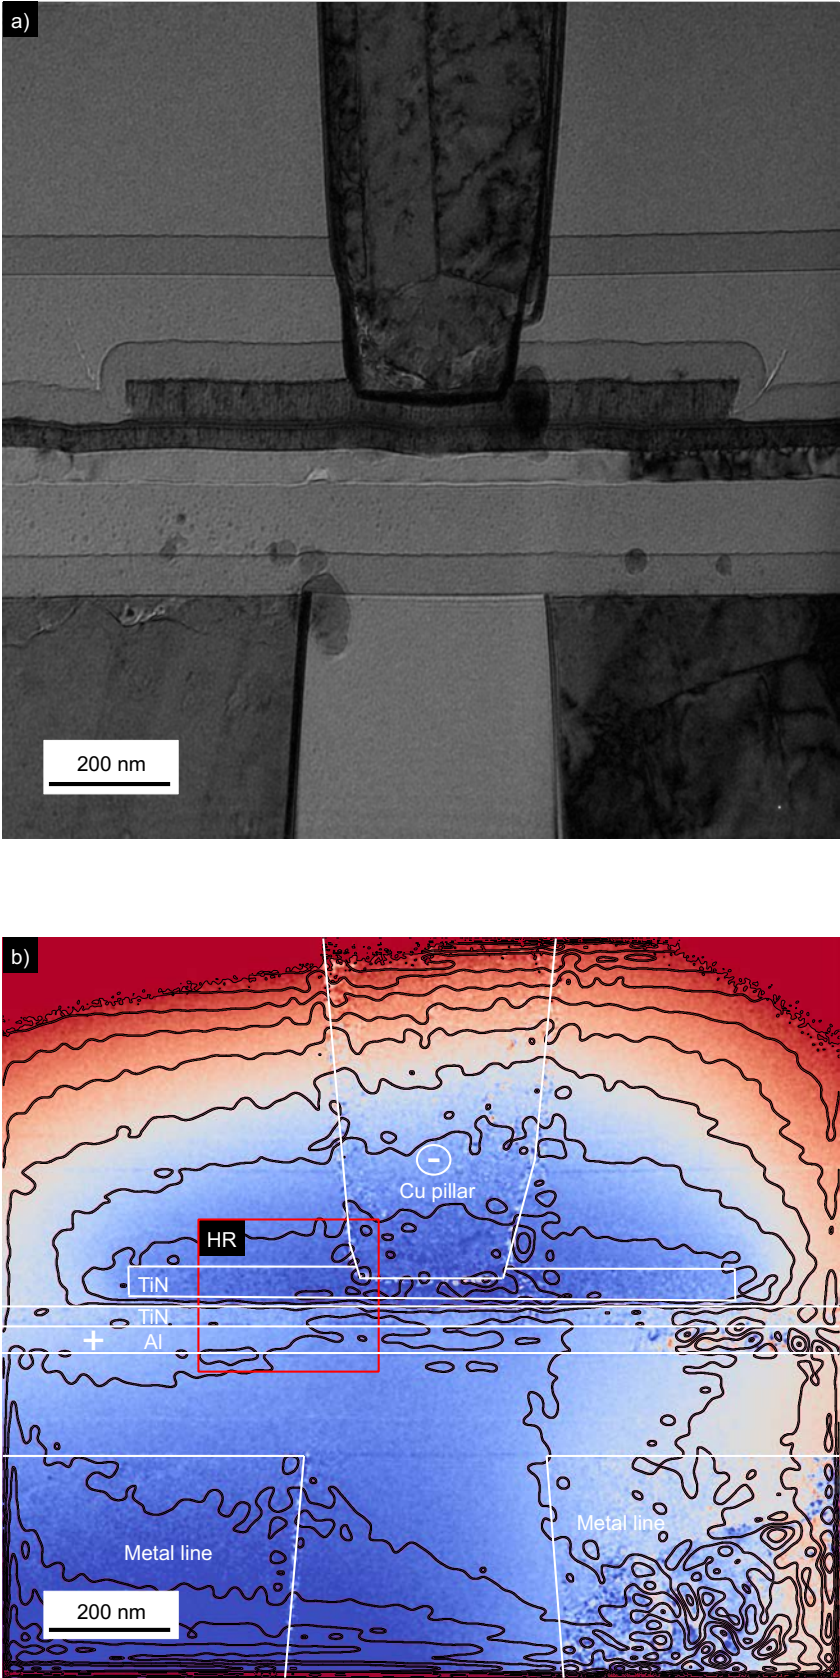 a)
200 nm
b)
-
Cu pillar
HR
TiN
TiN
+
Al
Metal line
Metal line
200 nm